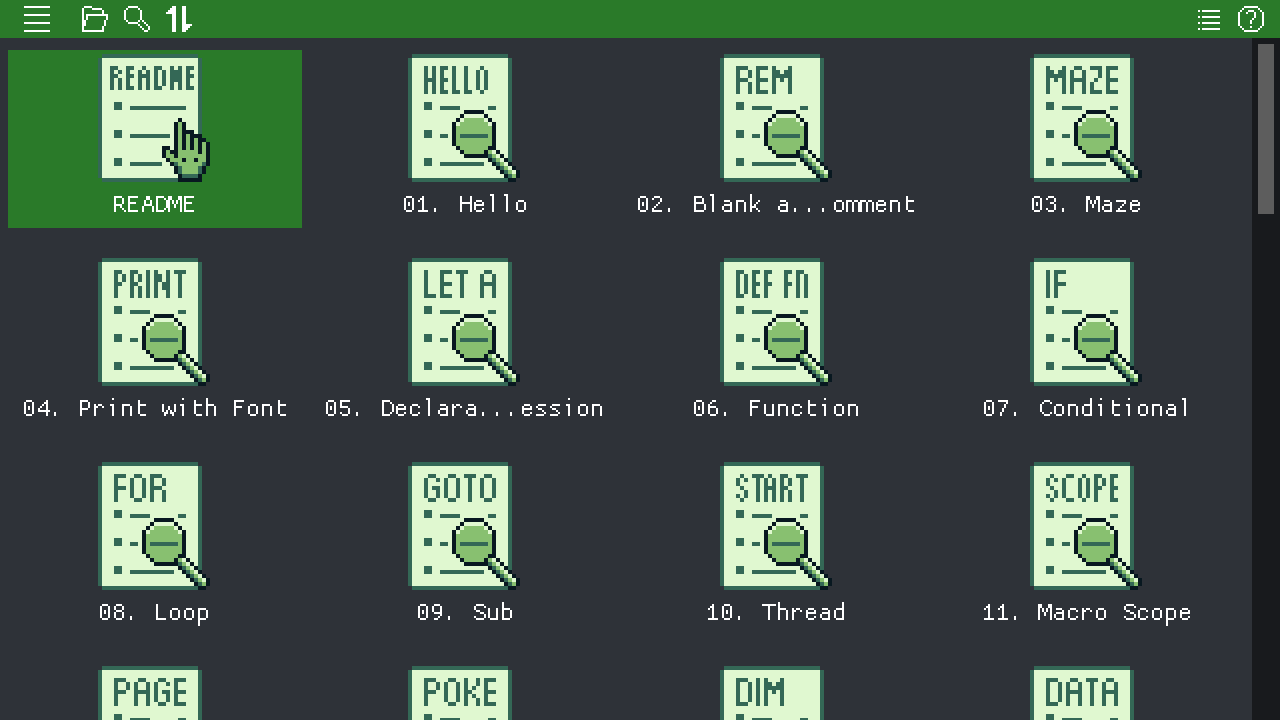 README
HELLO
REM
MAZE
README
01. Hello
02. Blank a...omment
03. Maze
PRINT
LET A
DEF FN
IF
04. Print with Font
05. Declara...ession
06. Function
07. Conditional
FOR
GOTO
START
SCOPE
08. Loop
09. Sub
10. Thread
11. Macro Scope
PAGE
POKE
DIM
DATA